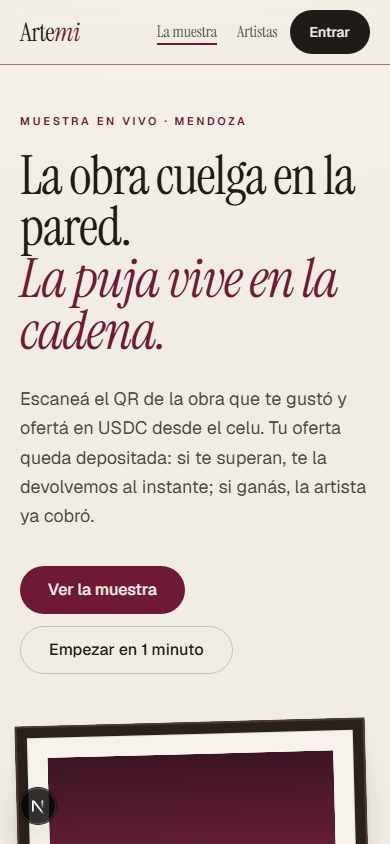 Artemi
La muestra
Artistas
Entrar
MUESTRA EN VIVO · MENDOZA
La obra cuelga en la
pared.
La puja vive en la
cadena.
Escaneá el QR de la obra que te gustó y
ofertá en USDC desde el celu. Tu oferta
queda depositada: si te superan, te la
devolvemos al instante; si ganás, la artista
ya cobró.
Ver la muestra
Empezar en 1 minuto
N